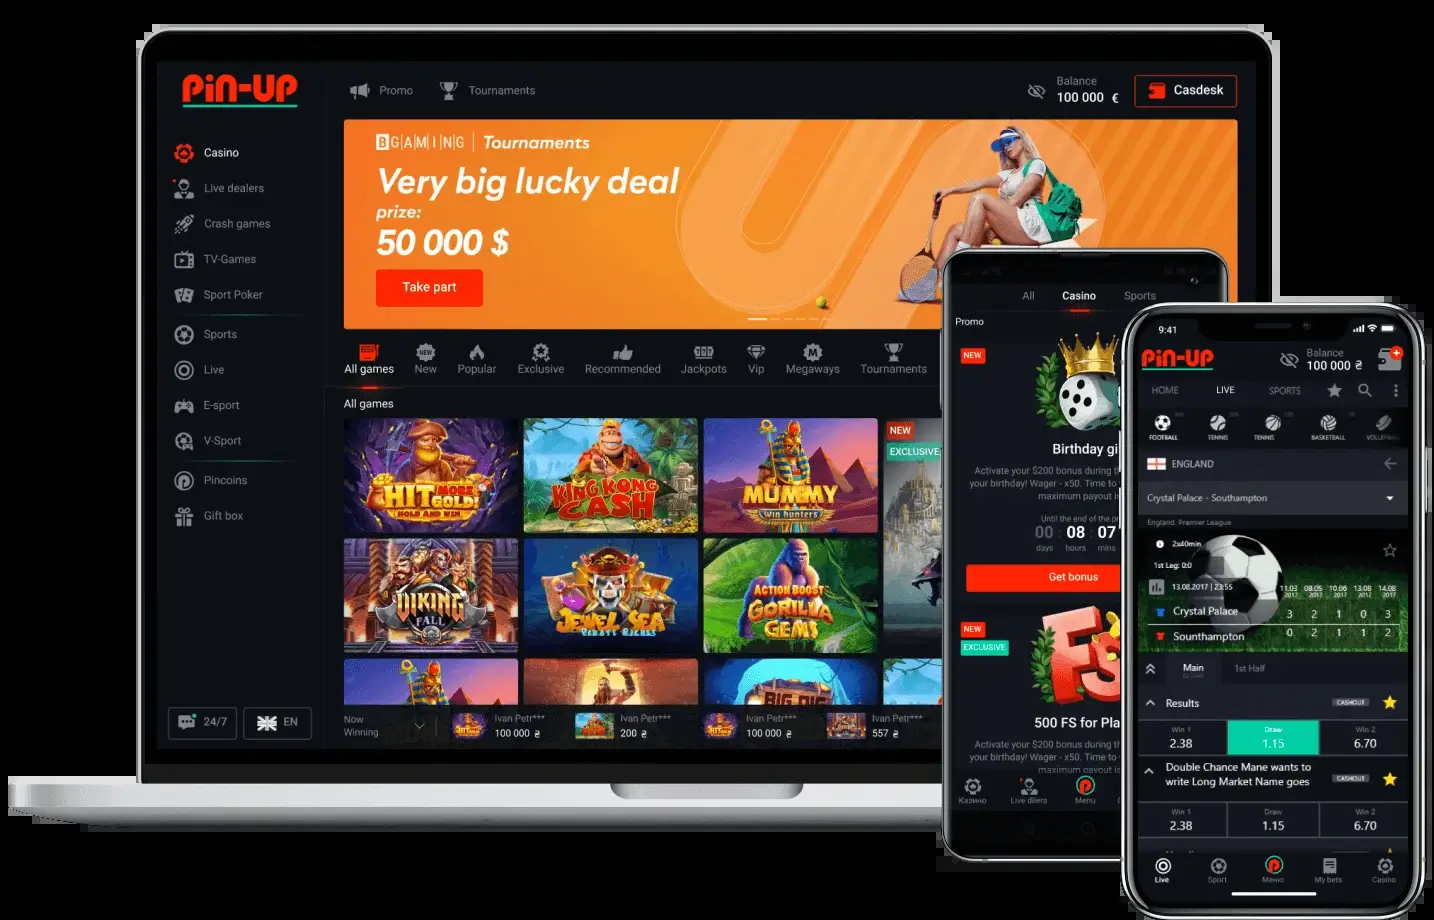 PiN-UP
Promo
Tournaments
Balance
100 000 €
Casdesk
Casino
Live dealers
Crash games
TV-Games
Sport Poker
Sports
Live
E-sport
V-Sport
Pincoins
Gift box
24/7
EN
BGAMING | Tournaments
Very big lucky deal
prize:
50 000 $
Take part
All games
New
Popular
Exclusive
Recommended
Jackpots
Vip
Megaways
Tournaments
All games
HIT MORE GOLD!
HOLD AND WIN
KING KONG CASH
MUMMY
Win hunters
NEW
EXCLUSIVE
VIKING
FALL
JEWEL SEA
PIRATE RICHES
ACTION BOOST
GORILLA
GEMS
BIG DIG
Now
Winning
Ivan Petr***
100 000 ₴
Ivan Petr***
200 ₴
Ivan Petr***
100 000 ₴
Ivan Petr***
557 ₴
All
Casino
Sports
Promo
NEW
Birthday gi
Activate your $200 bonus during th
your birthday! Wager - x50. Time to
maximum payout is
Until the end of the pr
00 : 08 : 07
days hours mins
Get bonus
NEW
EXCLUSIVE
FS
500 FS for Pla
Activate your $200 bonus during th
your birthday! Wager - x50. Time to
maximum payout is
Казино
Live dilers
Menu
9:41
PiN-UP
Balance
100 000 ₴
HOME
LIVE
SPORTS
FOOTBALL
TENNIS
TENNIS
BASKETBALL
VOLLEYBALL
ENGLAND
Crystal Palace - Southampton
England. Premier League
2x40min
1st Leg: 0:0
13.08.2017 | 23:55
11.03 08.05 10.06 13.08 14.08
2017 2017 2017 2017 2017
Crystal Palace 3 2 1 0 3
Sounthampton 0 2 1 1 2
Main
1st Half
Results
CASHOUT
Win 1 Draw Win 2
2.38 1.15 6.70
Double Chance Mane wants to
write Long Market Name goes
CASHOUT
Win 1 Draw Win 2
2.38 1.15 6.70
Live
Sport
Меню
My bets
Casino